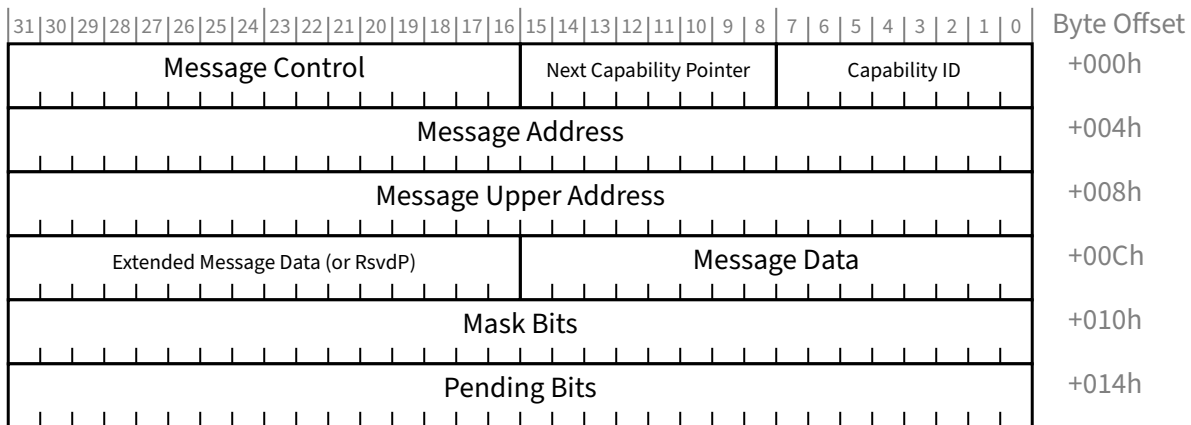 31 30 29 28 27 26 25 24 23 22 21 20 19 18 17 16 15 14 13 12 11 10 9 8 7 6 5 4 3 2 1 0 Byte Offset
Message Control Next Capability Pointer Capability ID +000h
Message Address +004h
Message Upper Address +008h
Extended Message Data (or RsvdP) Message Data +00Ch
Mask Bits +010h
Pending Bits +014h